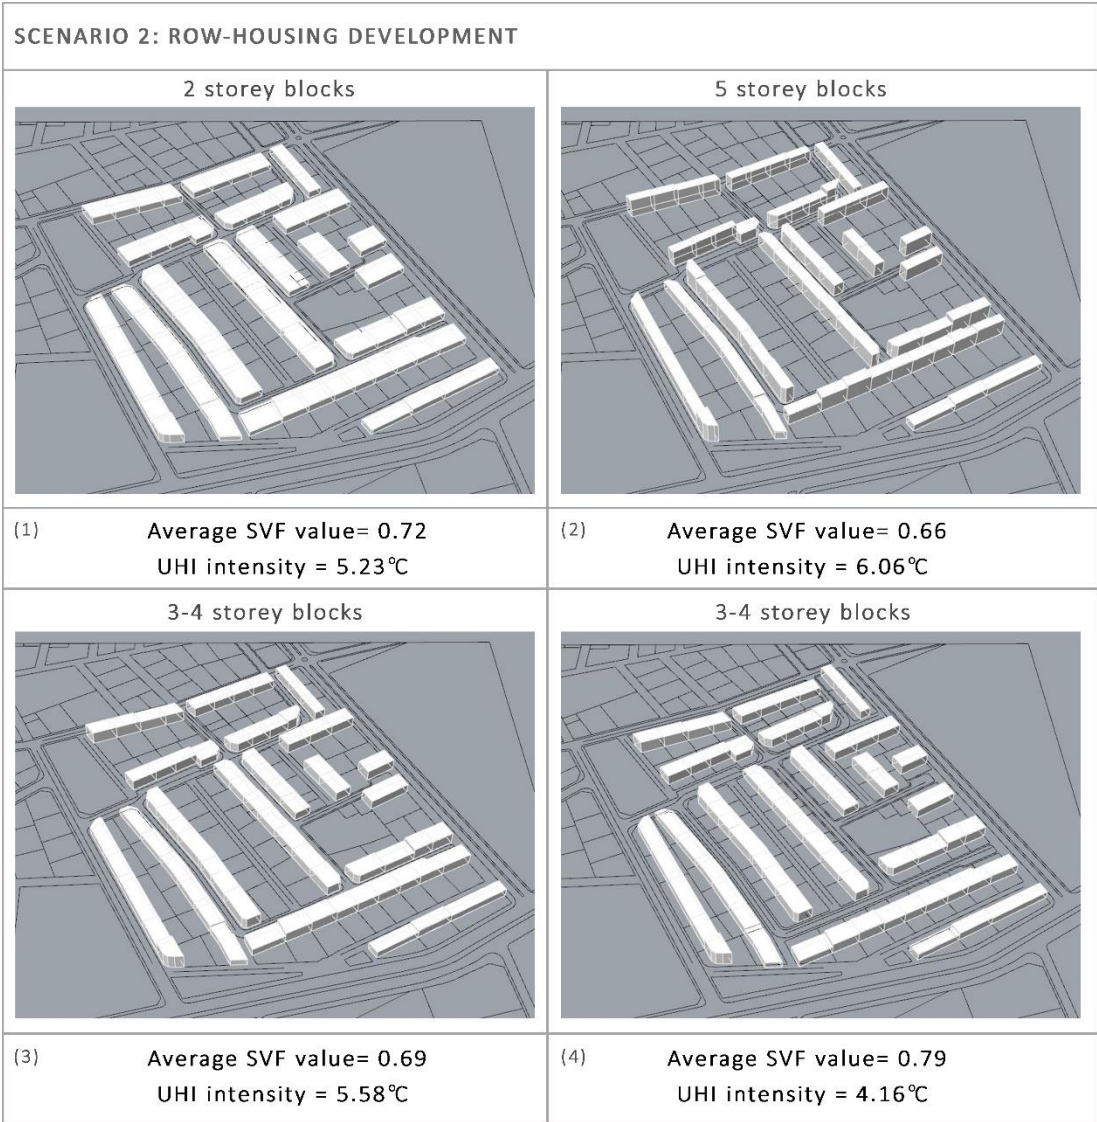 SCENARIO 2: ROW-HOUSING DEVELOPMENT
2 storey blocks
5 storey blocks
(1)
Average SVF value= 0.72
UHI intensity = 5.23℃
(2)
Average SVF value= 0.66
UHI intensity = 6.06℃
3-4 storey blocks
3-4 storey blocks
(3)
Average SVF value= 0.69
UHI intensity = 5.58℃
(4)
Average SVF value= 0.79
UHI intensity = 4.16℃